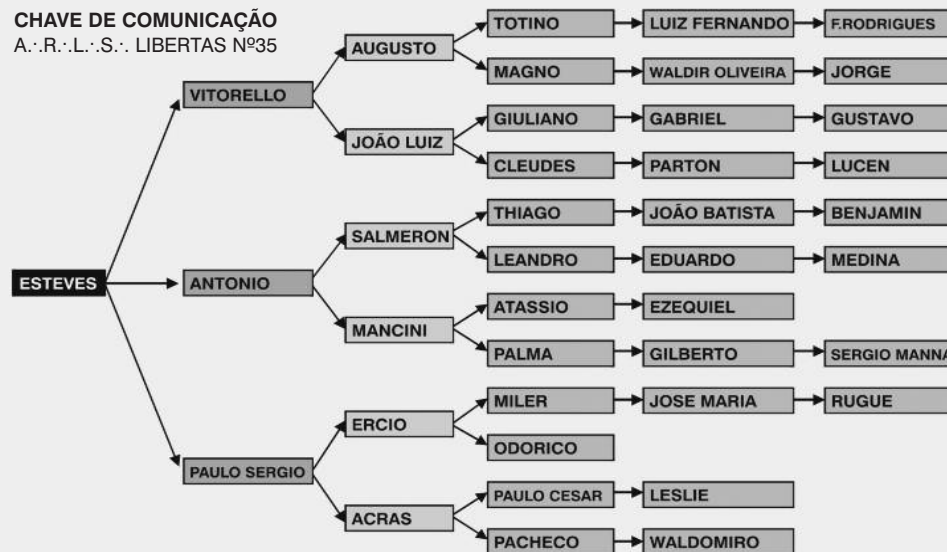 CHAVE DE COMUNICAÇÃO
A.·.R.·.L.·.S.·. LIBERTAS Nº35
TOTINO
LUIZ FERNANDO
F.RODRIGUES
AUGUSTO
MAGNO
WALDIR OLIVEIRA
JORGE
VITORELLO
GIULIANO
GABRIEL
GUSTAVO
JOÃO LUIZ
CLEUDES
PARTON
LUCEN
THIAGO
JOÃO BATISTA
BENJAMIN
SALMERON
LEANDRO
EDUARDO
MEDINA
ESTEVES
ANTONIO
ATASSIO
EZEQUIEL
MANCINI
PALMA
GILBERTO
SERGIO MANNA
MILER
JOSE MARIA
RUGUE
ERCIO
ODORICO
PAULO SERGIO
PAULO CESAR
LESLIE
ACRAS
PACHECO
WALDOMIRO